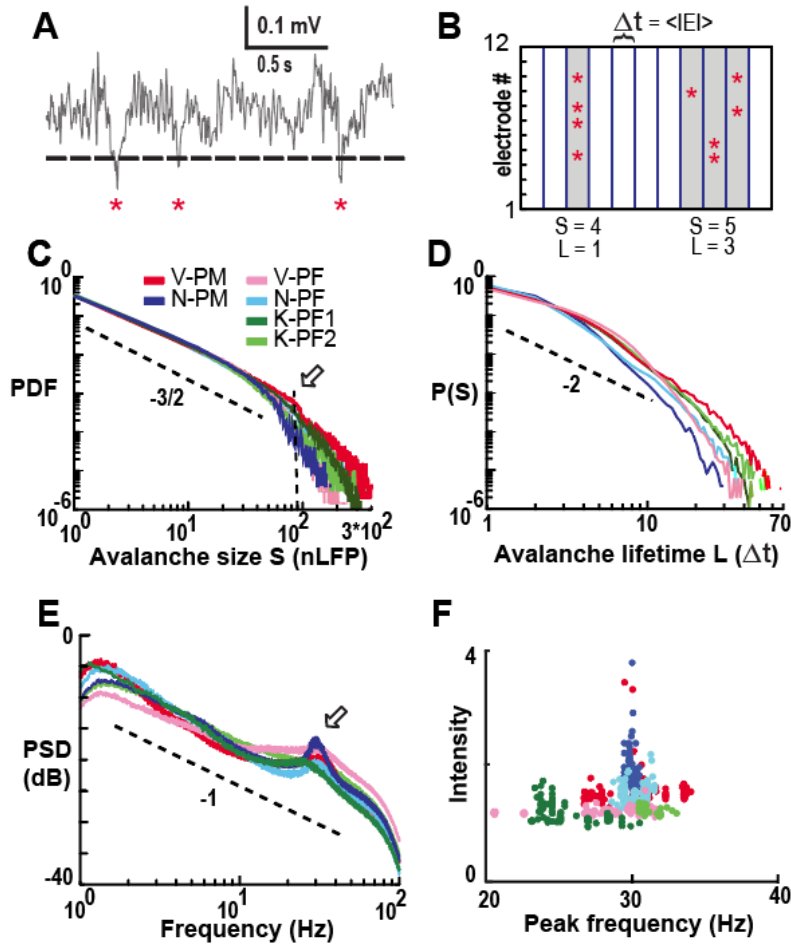 A
0.1 mV
0.5 s
* * *
B
Δt = <IEI>
12
electrode #
1
S = 4
L = 1
S = 5
L = 3
C
V-PM
N-PM
V-PF
N-PF
K-PF1
K-PF2
10^0
PDF
10^-6
-3/2
10^0
10^1
10^2
3*10^2
Avalanche size S (nLFP)
D
10^0
P(S)
10^-6
-2
1
10
70
Avalanche lifetime L (Δt)
E
0
PSD
(dB)
-40
-1
10^0
10^1
10^2
Frequency (Hz)
F
4
Intensity
0
20
30
40
Peak frequency (Hz)